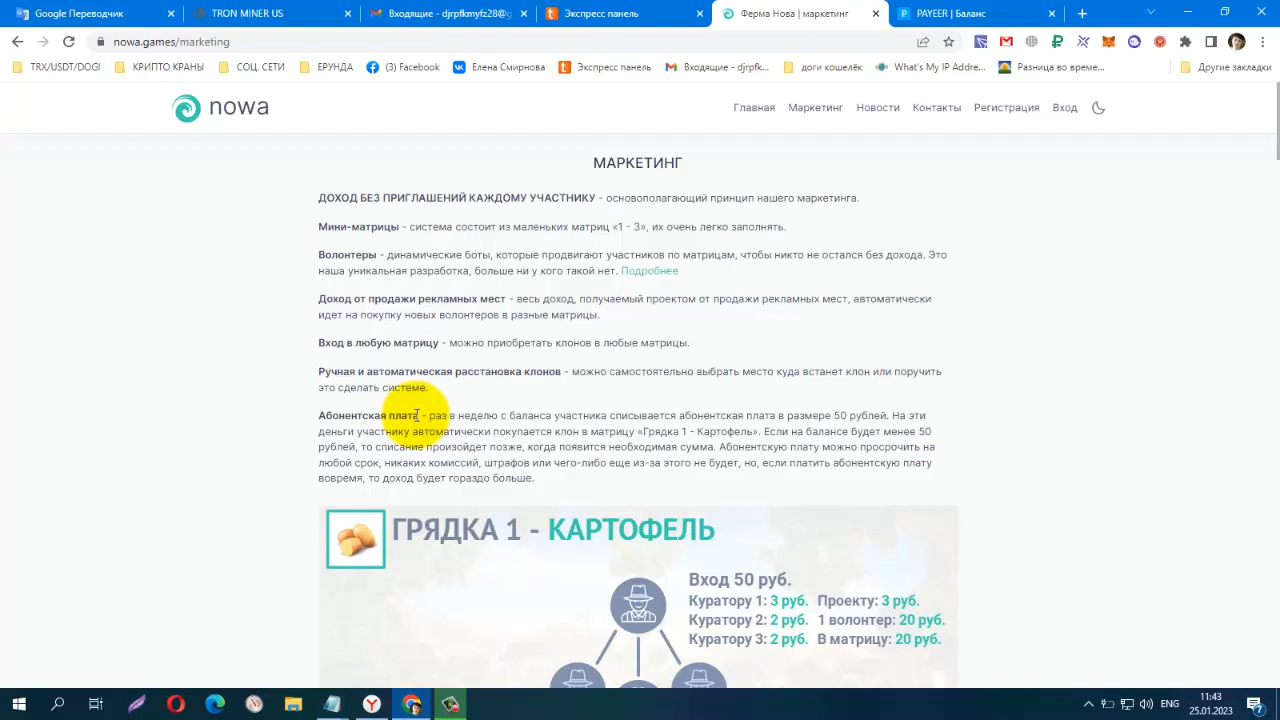 Google Переводчик
TRON MINER US
Входящие - djrpfkmyfz28@g
Экспресс панель
Ферма Нова | маркетинг
PAYEER | Баланс
nowa.games/marketing
TRX/USDT/DOGI
КРИПТО КРАНЫ
СОЦ. СЕТИ
ЕРУНДА
(3) Facebook
Елена Смирнова
Экспресс панель
Входящие - djrpfk...
доги кошелёк
What's My IP Addre...
Разница во време...
Другие закладки
nowa
Главная
Маркетинг
Новости
Контакты
Регистрация
Вход
МАРКЕТИНГ
ДОХОД БЕЗ ПРИГЛАШЕНИЙ КАЖДОМУ УЧАСТНИКУ - основополагающий принцип нашего маркетинга.
Мини-матрицы - система состоит из маленьких матриц «1 - 3», их очень легко заполнять.
Волонтеры - динамические боты, которые продвигают участников по матрицам, чтобы никто не остался без дохода. Это
наша уникальная разработка, больше ни у кого такой нет. Подробнее
Доход от продажи рекламных мест - весь доход, получаемый проектом от продажи рекламных мест, автоматически
идет на покупку новых волонтеров в разные матрицы.
Вход в любую матрицу - можно приобретать клонов в любые матрицы.
Ручная и автоматическая расстановка клонов - можно самостоятельно выбрать место куда встанет клон или поручить
это сделать системе.
Абонентская плата - раз в неделю с баланса участника списывается абонентская плата в размере 50 рублей. На эти
деньги участнику автоматически покупается клон в матрицу «Грядка 1 - Картофель». Если на балансе будет менее 50
рублей, то списание произойдет позже, когда появится необходимая сумма. Абонентскую плату можно просрочить на
любой срок, никаких комиссий, штрафов или чего-либо еще из-за этого не будет, но, если платить абонентскую плату
вовремя, то доход будет гораздо больше.
ГРЯДКА 1 - КАРТОФЕЛЬ
Вход 50 руб.
Куратору 1: 3 руб. Проекту: 3 руб.
Куратору 2: 2 руб. 1 волонтер: 20 руб.
Куратору 3: 2 руб. В матрицу: 20 руб.
ENG
11:43
25.01.2023